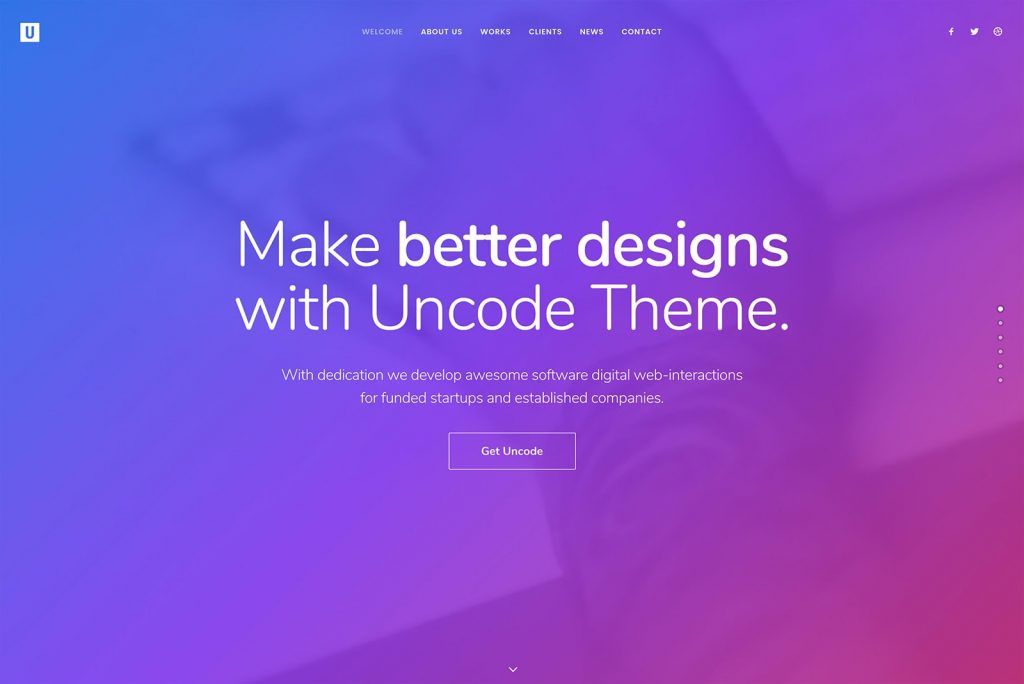 U
WELCOME ABOUT US WORKS CLIENTS NEWS CONTACT
Make better designs
with Uncode Theme.
With dedication we develop awesome software digital web-interactions
for funded startups and established companies.
Get Uncode